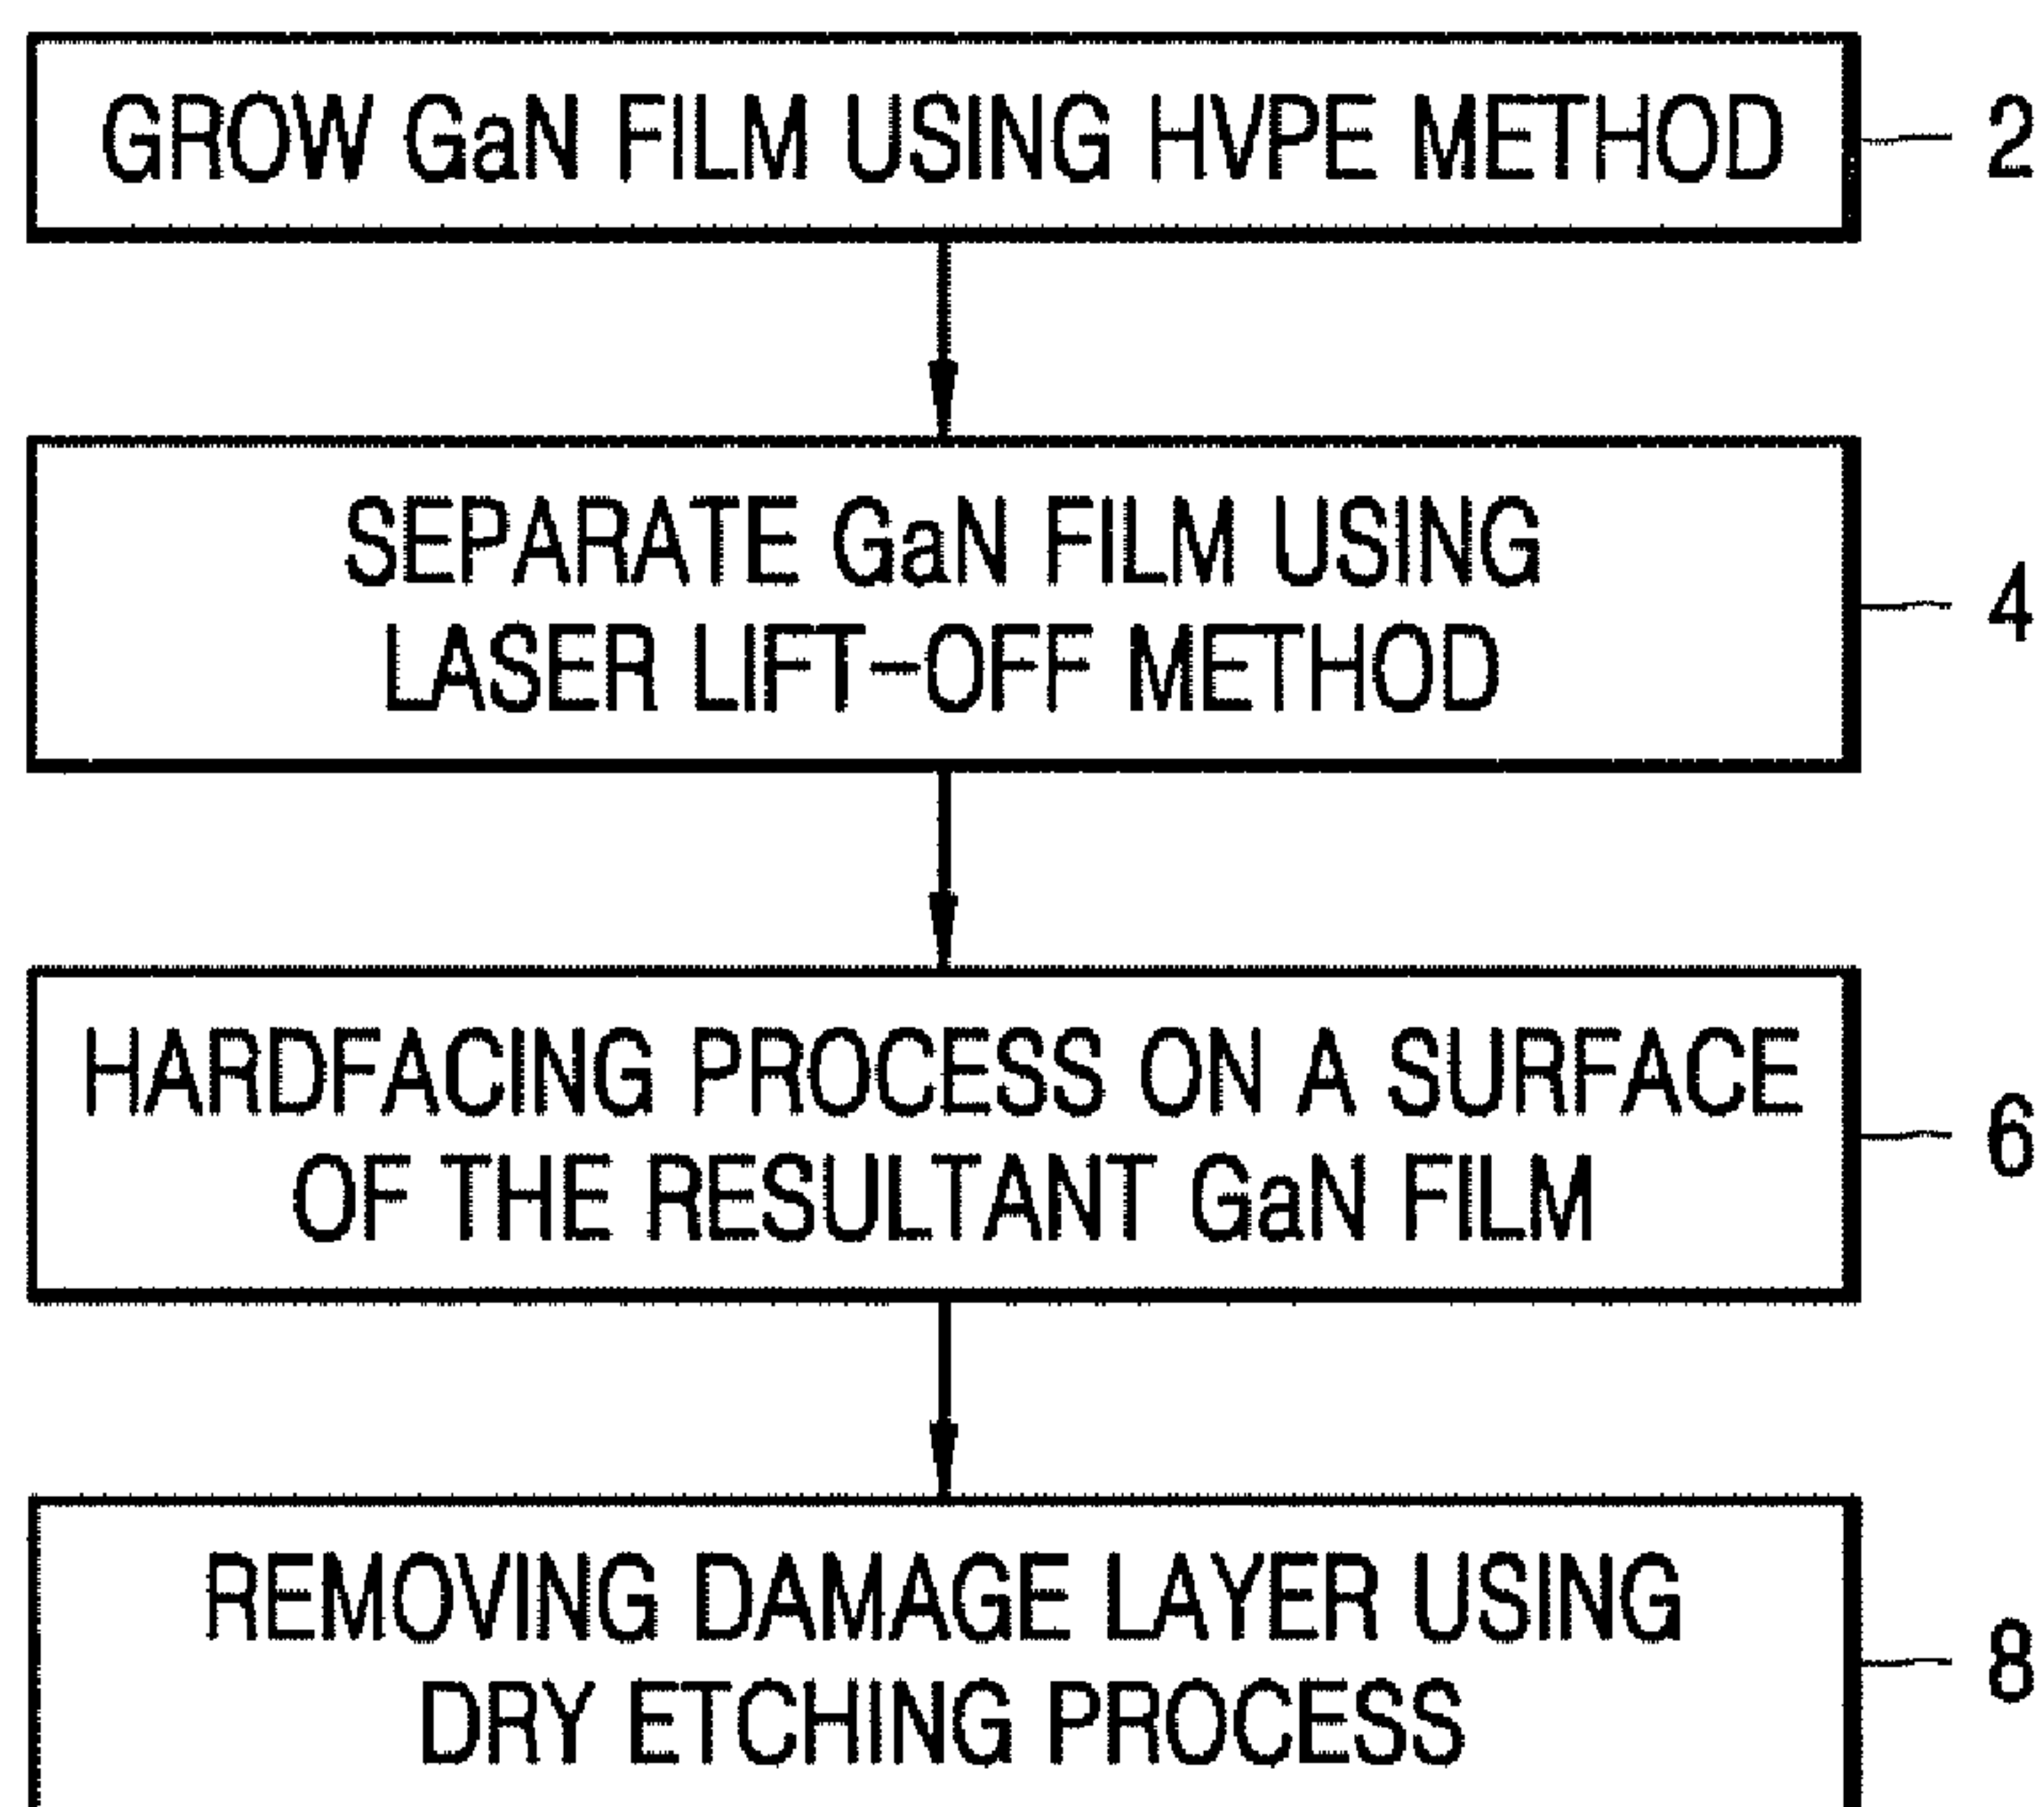 GROW GaN FILM USING HVPE METHOD
2
SEPARATE GaN FILM USING
LASER LIFT-OFF METHOD
4
HARDFACING PROCESS ON A SURFACE
OF THE RESULTANT GaN FILM
6
REMOVING DAMAGE LAYER USING
DRY ETCHING PROCESS
8